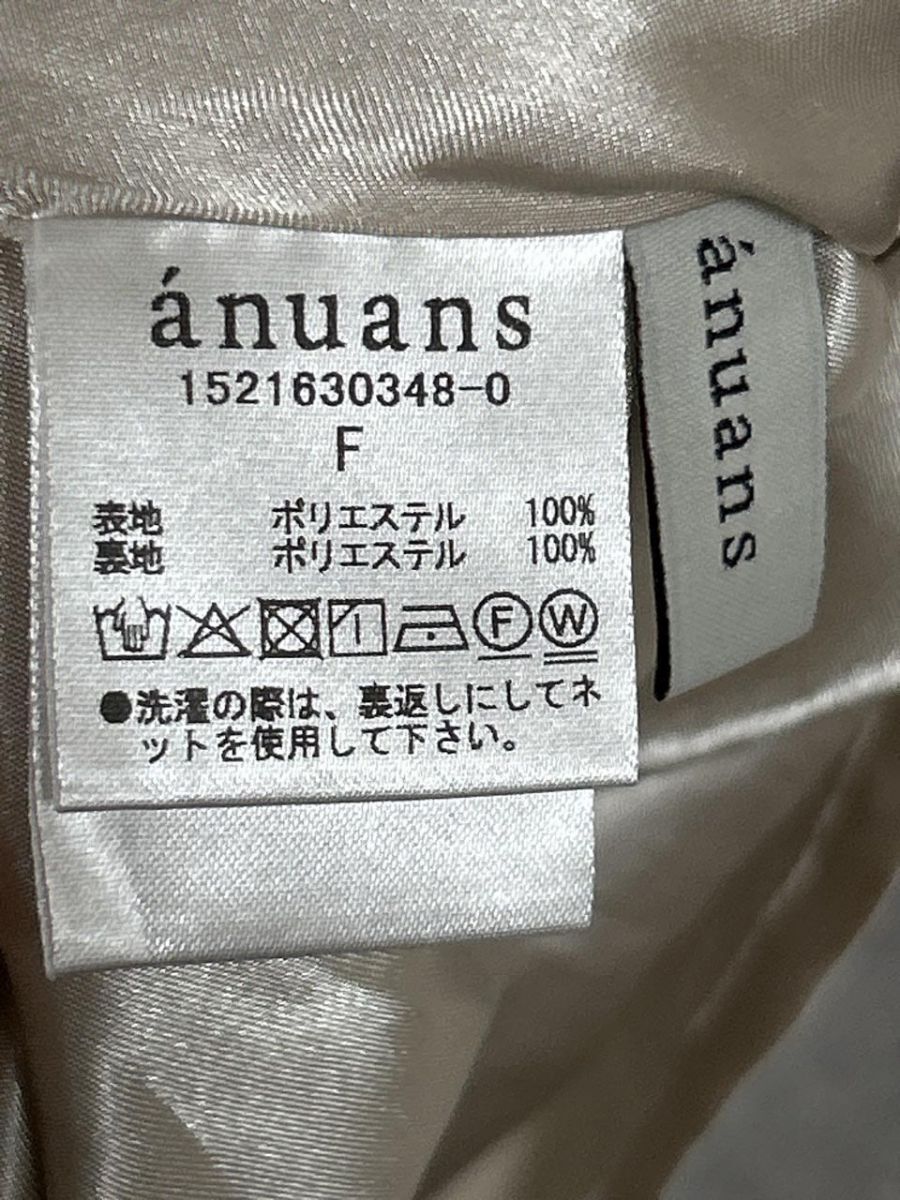 ánuans
1521630348-0
F
表地 ポリエステル 100%
裏地 ポリエステル 100%
F W
●洗濯の際は、裏返しにしてネ
ットを使用して下さい。
ánuans